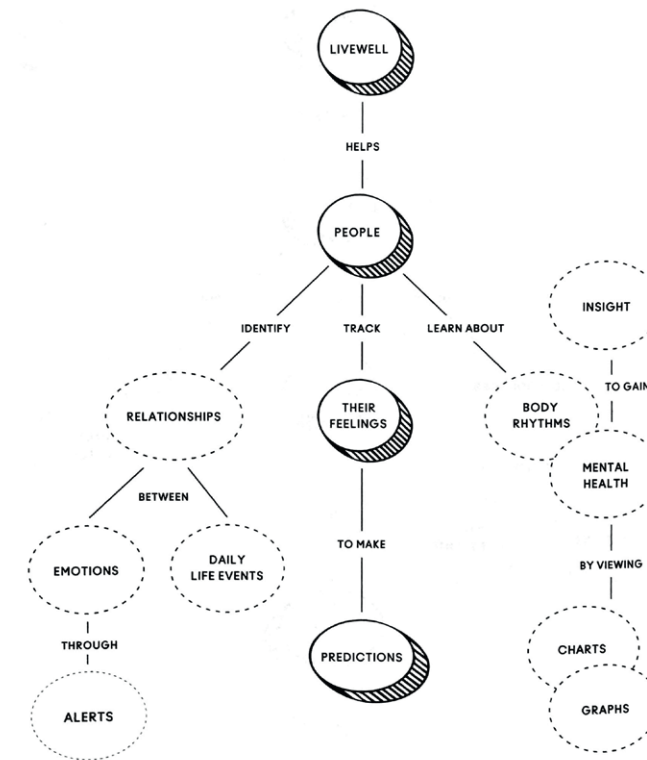 LIVEWELL
HELPS
PEOPLE
IDENTIFY
TRACK
LEARN ABOUT
INSIGHT
TO GAIN
RELATIONSHIPS
THEIR
FEELINGS
BODY
RHYTHMS
MENTAL
HEALTH
BETWEEN
EMOTIONS
DAILY
LIFE EVENTS
TO MAKE
BY VIEWING
THROUGH
PREDICTIONS
CHARTS
ALERTS
GRAPHS